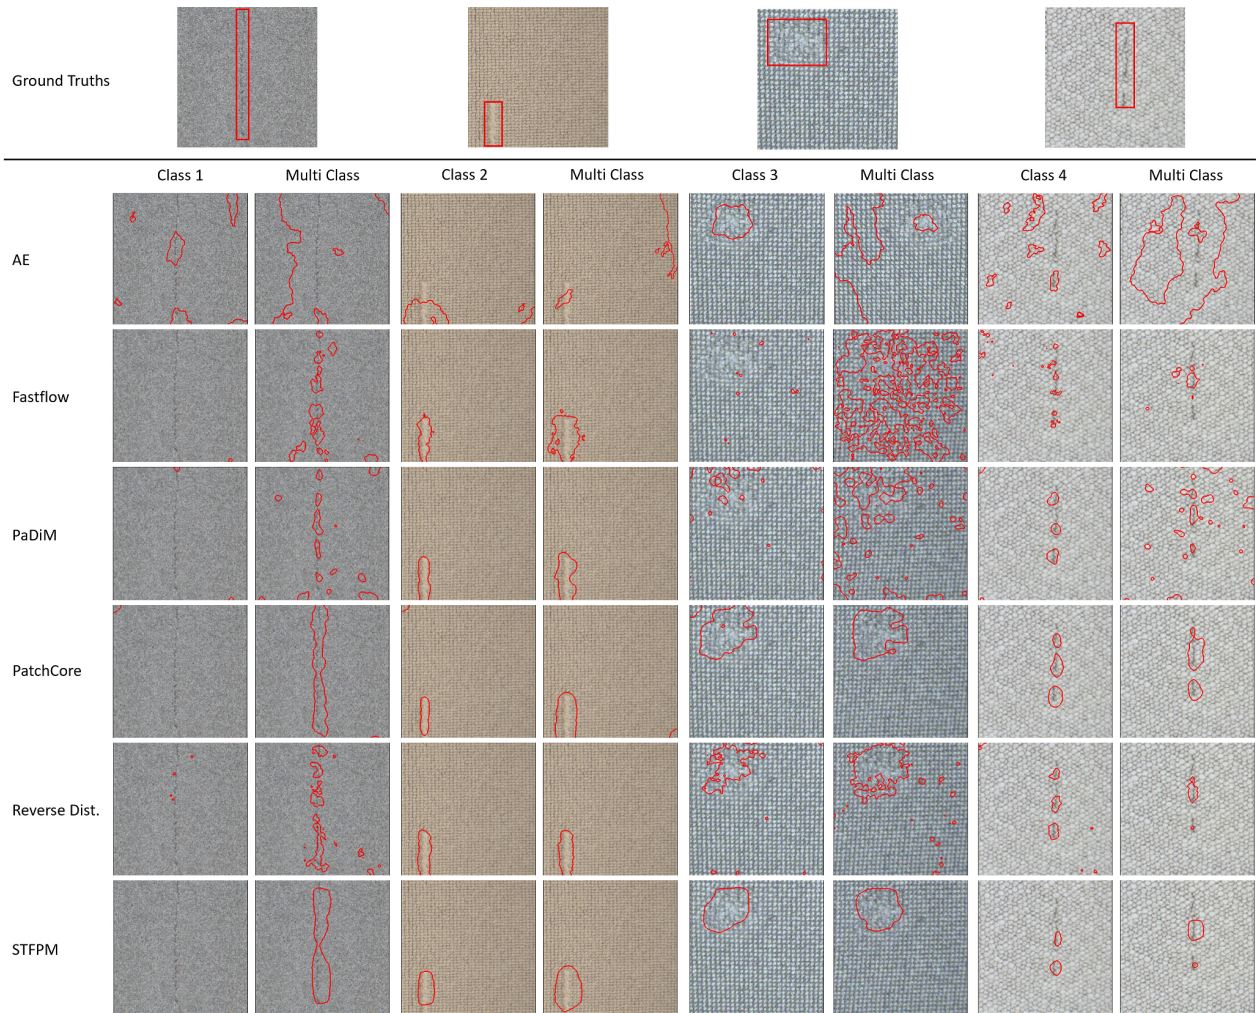 Ground Truths
Class 1 Multi Class Class 2 Multi Class Class 3 Multi Class Class 4 Multi Class
AE
Fastflow
PaDiM
PatchCore
Reverse Dist.
STFPM